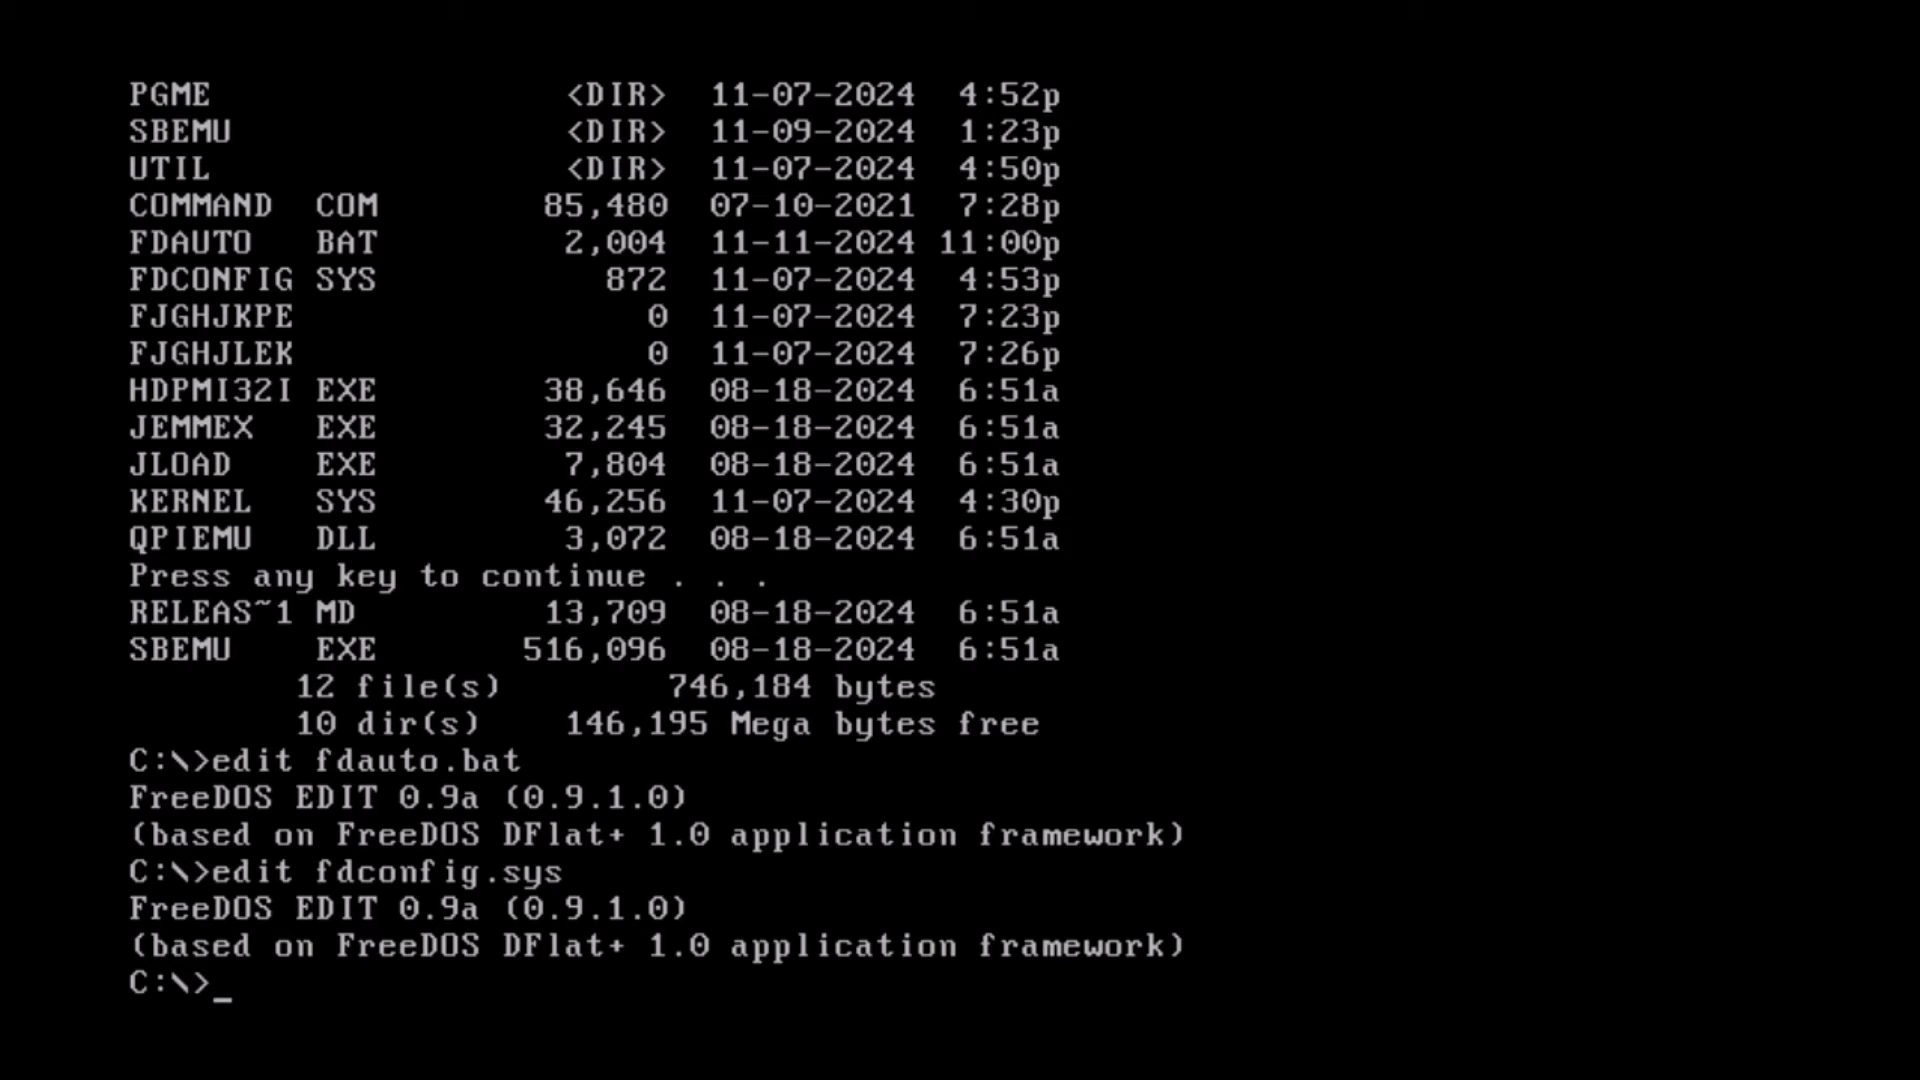 PGME <DIR> 11-07-2024 4:52p
SBEMU <DIR> 11-09-2024 1:23p
UTIL <DIR> 11-07-2024 4:50p
COMMAND COM 85,480 07-10-2021 7:28p
FDAUTO BAT 2,004 11-11-2024 11:00p
FDCONFIG SYS 872 11-07-2024 4:53p
FJGHJKPE 0 11-07-2024 7:23p
FJGHJLEK 0 11-07-2024 7:26p
HDPMI32I EXE 38,646 08-18-2024 6:51a
JEMMEX EXE 32,245 08-18-2024 6:51a
JLOAD EXE 7,804 08-18-2024 6:51a
KERNEL SYS 46,256 11-07-2024 4:30p
QPIEMU DLL 3,072 08-18-2024 6:51a
Press any key to continue . . .
RELEAS~1 MD 13,709 08-18-2024 6:51a
SBEMU EXE 516,096 08-18-2024 6:51a
12 file(s) 746,184 bytes
10 dir(s) 146,195 Mega bytes free
C:\>edit fdauto.bat
FreeDOS EDIT 0.9a (0.9.1.0)
(based on FreeDOS DFlat+ 1.0 application framework)
C:\>edit fdconfig.sys
FreeDOS EDIT 0.9a (0.9.1.0)
(based on FreeDOS DFlat+ 1.0 application framework)
C:\>_